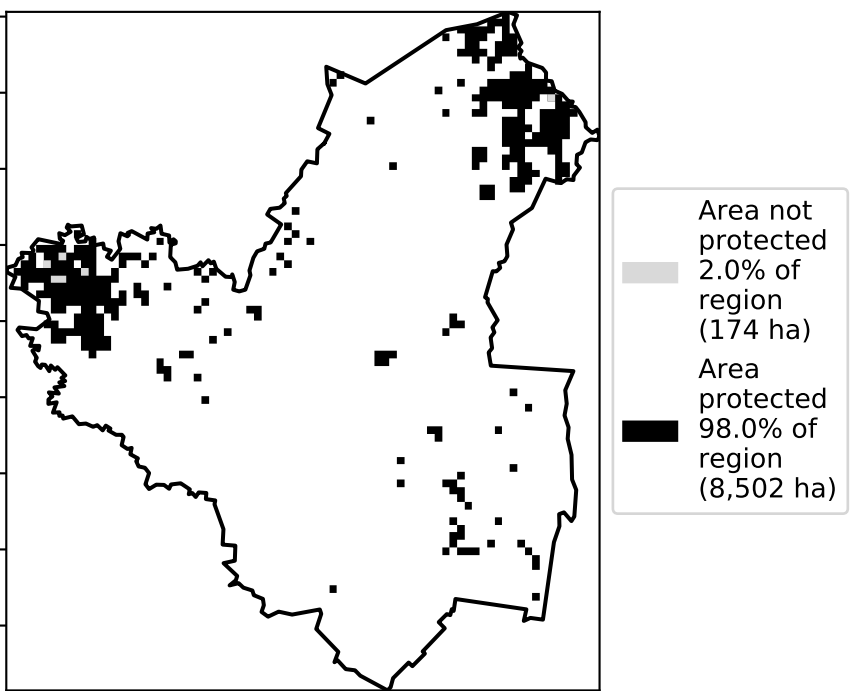 Area not
protected
2.0% of
region
(174 ha)
Area
protected
98.0% of
region
(8,502 ha)